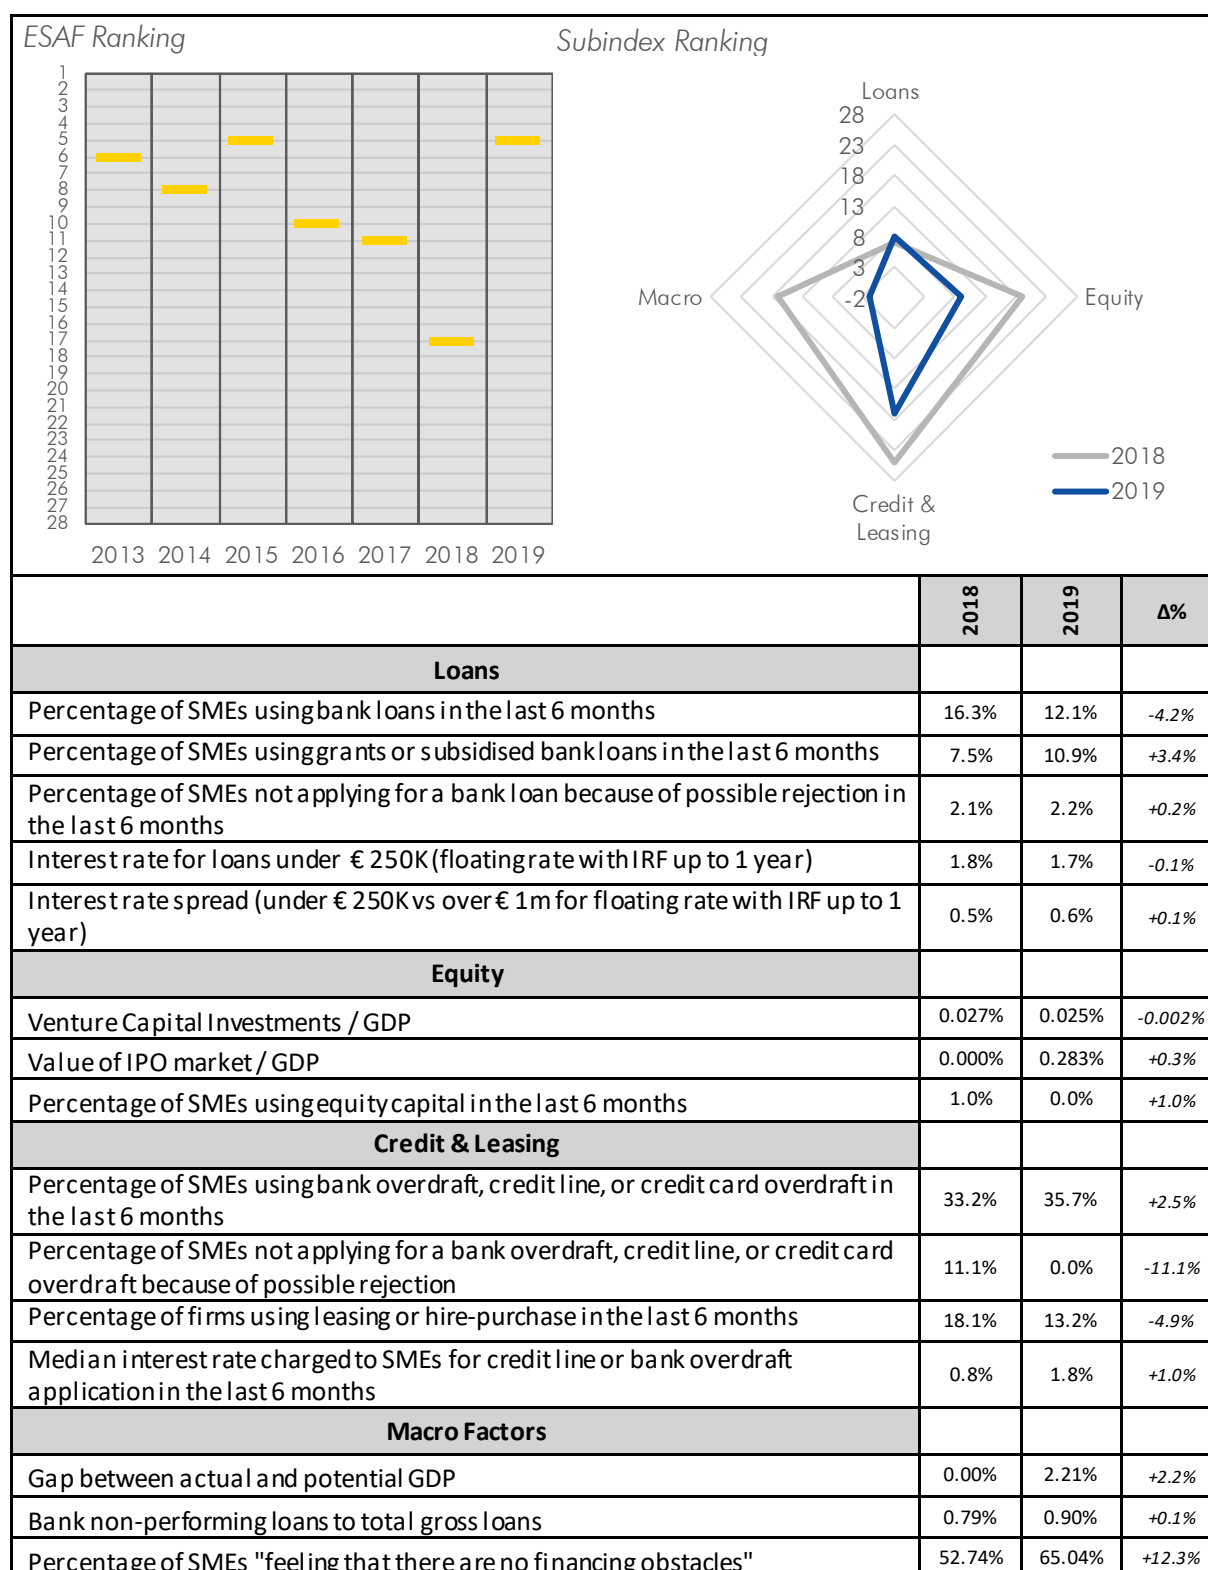 ESAF Ranking
Subindex Ranking
1
2
3
4
5
6
7
8
9
10
11
12
13
14
15
16
17
18
19
20
21
22
23
24
25
26
27
28
2013 2014 2015 2016 2017 2018 2019
Loans
28
23
18
13
8
3
-2
Macro
Equity
Credit &
Leasing
2018
2019
2018 2019 Δ%
Loans
Percentage of SMEs using bank loans in the last 6 months 16.3% 12.1% -4.2%
Percentage of SMEs using grants or subsidised bank loans in the last 6 months 7.5% 10.9% +3.4%
Percentage of SMEs not applying for a bank loan because of possible rejection in
the last 6 months 2.1% 2.2% +0.2%
Interest rate for loans under € 250K (floating rate with IRF up to 1 year) 1.8% 1.7% -0.1%
Interest rate spread (under € 250K vs over € 1m for floating rate with IRF up to 1
year) 0.5% 0.6% +0.1%
Equity
Venture Capital Investments / GDP 0.027% 0.025% -0.002%
Value of IPO market / GDP 0.000% 0.283% +0.3%
Percentage of SMEs using equity capital in the last 6 months 1.0% 0.0% +1.0%
Credit & Leasing
Percentage of SMEs using bank overdraft, credit line, or credit card overdraft in
the last 6 months 33.2% 35.7% +2.5%
Percentage of SMEs not applying for a bank overdraft, credit line, or credit card
overdraft because of possible rejection 11.1% 0.0% -11.1%
Percentage of firms using leasing or hire-purchase in the last 6 months 18.1% 13.2% -4.9%
Median interest rate charged to SMEs for credit line or bank overdraft
application in the last 6 months 0.8% 1.8% +1.0%
Macro Factors
Gap between actual and potential GDP 0.00% 2.21% +2.2%
Bank non-performing loans to total gross loans 0.79% 0.90% +0.1%
Percentage of SMEs "feeling that there are no financing obstacles" 52.74% 65.04% +12.3%